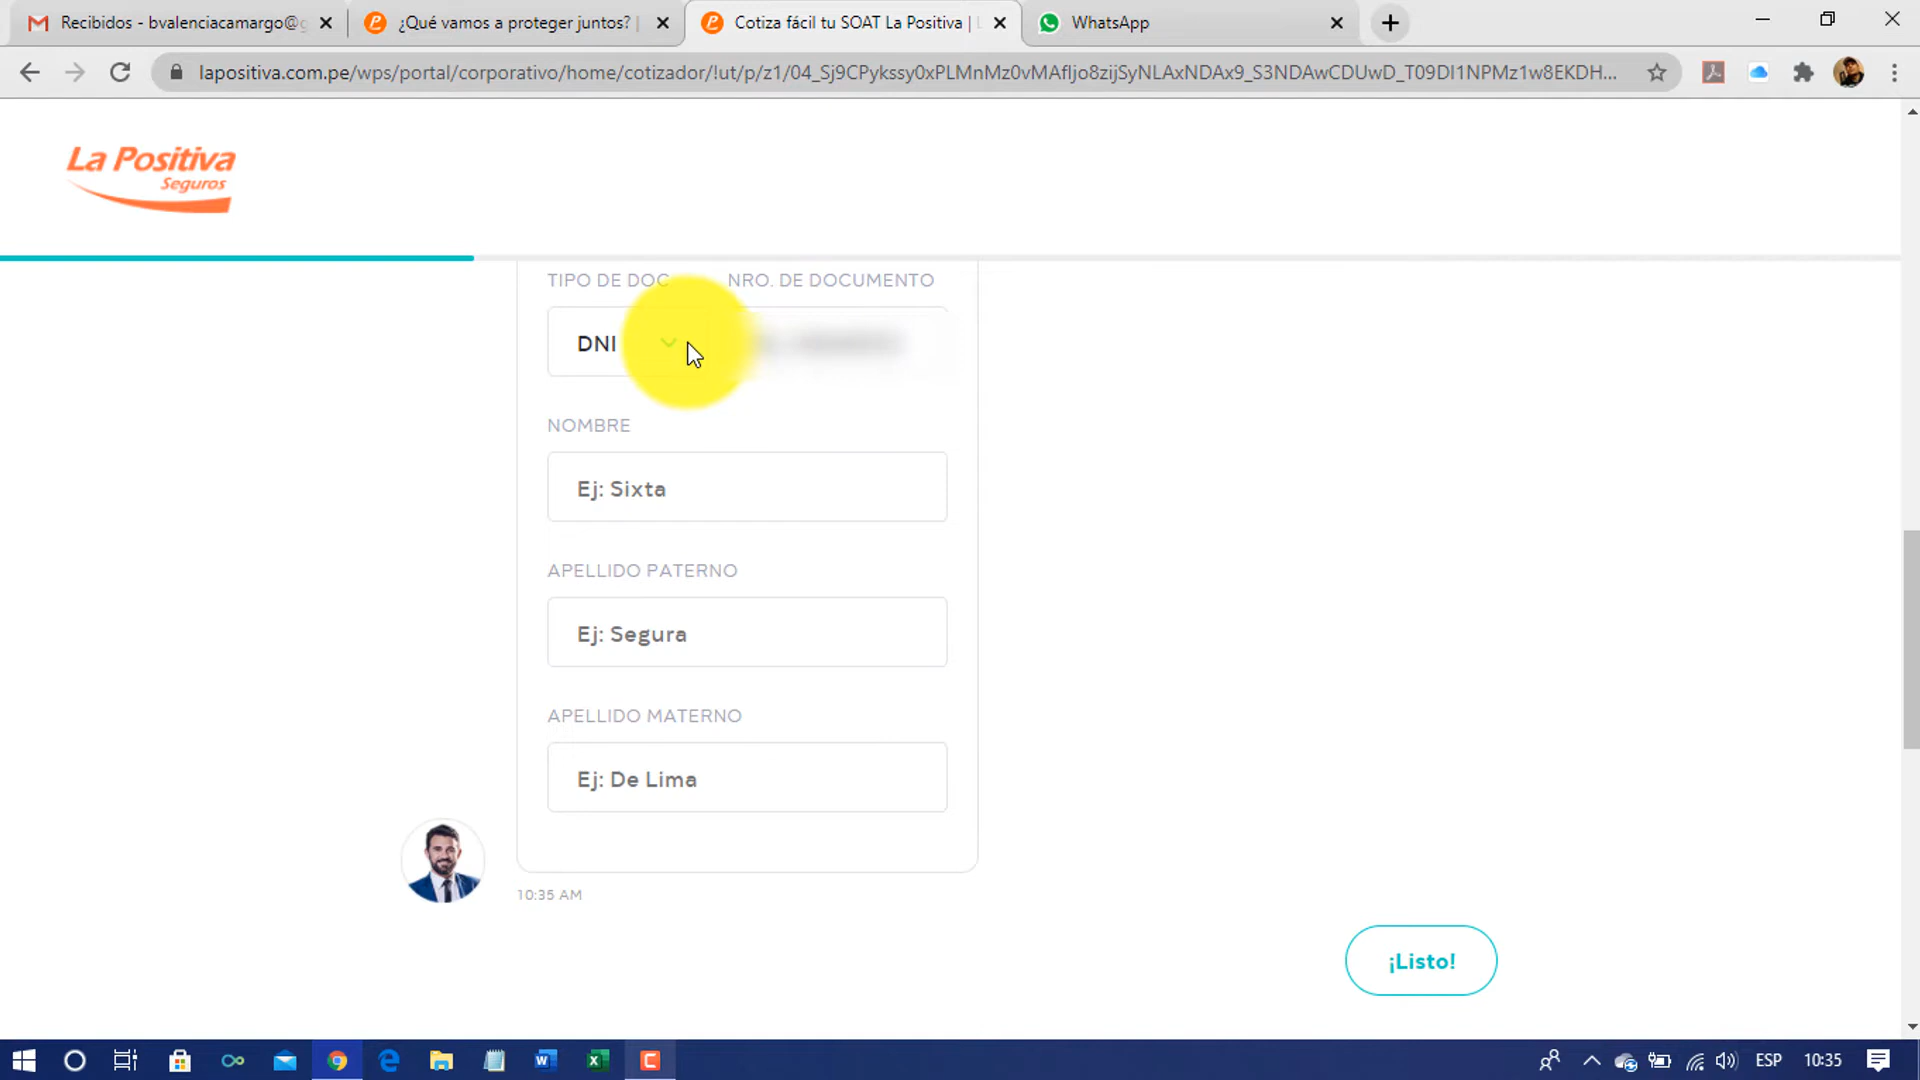 Recibidos - bvalenciacamargo@g
¿Qué vamos a proteger juntos? |
Cotiza fácil tu SOAT La Positiva |
WhatsApp
lapositiva.com.pe/wps/portal/corporativo/home/cotizador/!ut/p/z1/04_Sj9CPykssy0xPLMnMz0vMAfIjo8zijSyNLAxNDAx9_S3NDAwCDUwD_T09DI1NPMz1w8EKDH...
La Positiva
Seguros
TIPO DE DOC
NRO. DE DOCUMENTO
DNI
NOMBRE
Ej: Sixta
APELLIDO PATERNO
Ej: Segura
APELLIDO MATERNO
Ej: De Lima
10:35 AM
¡Listo!
ESP
10:35